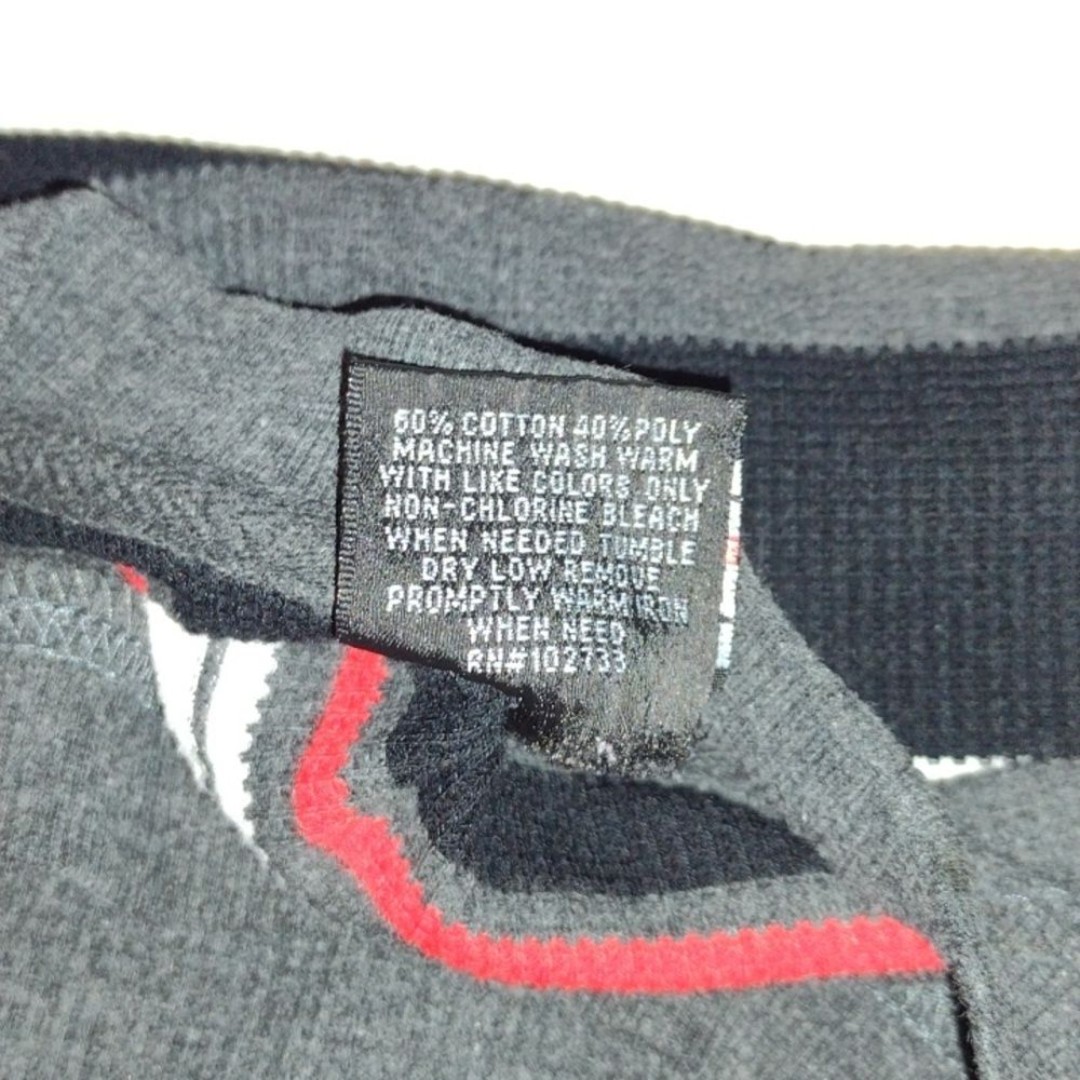 60% COTTON 40%POLY
MACHINE WASH WARM
WITH LIKE COLORS ONLY
NON-CHLORINE BLEACH
WHEN NEEDED TUMBLE
DRY LOW REMOVE
PROMPTLY WARM IRON
WHEN NEED
RN#102733